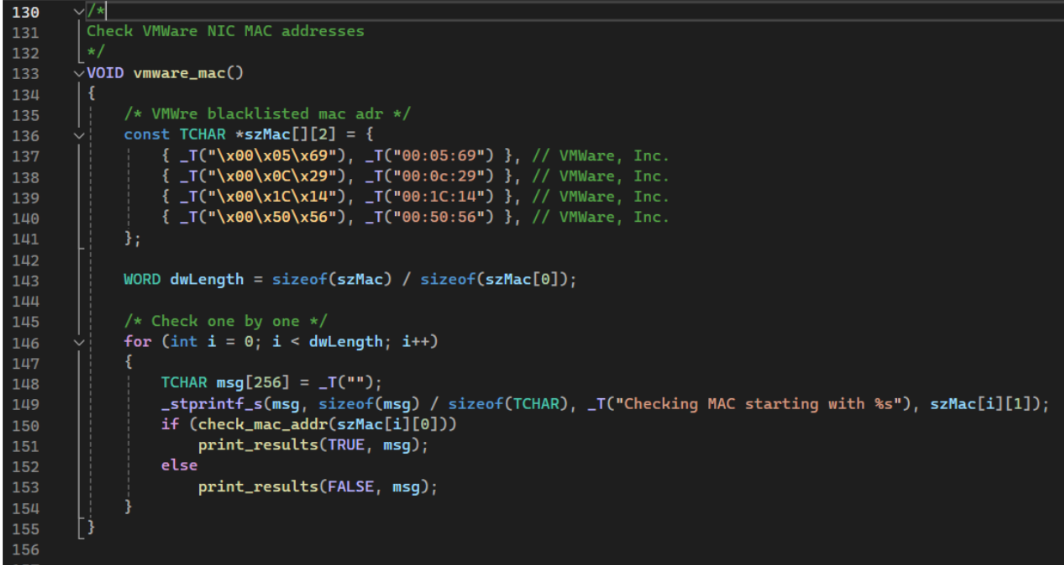 130 /*
131 Check VMWare NIC MAC addresses
132 */
133 VOID vmware_mac()
134 {
135 /* VMWre blacklisted mac adr */
136 const TCHAR *szMac[][2] = {
137 { _T("\x00\x05\x69"), _T("00:05:69") }, // VMWare, Inc.
138 { _T("\x00\x0C\x29"), _T("00:0c:29") }, // VMWare, Inc.
139 { _T("\x00\x1C\x14"), _T("00:1C:14") }, // VMWare, Inc.
140 { _T("\x00\x50\x56"), _T("00:50:56") }, // VMWare, Inc.
141 };
142
143 WORD dwLength = sizeof(szMac) / sizeof(szMac[0]);
144
145 /* Check one by one */
146 for (int i = 0; i < dwLength; i++)
147 {
148 TCHAR msg[256] = _T("");
149 _stprintf_s(msg, sizeof(msg) / sizeof(TCHAR), _T("Checking MAC starting with %s"), szMac[i][1]);
150 if (check_mac_addr(szMac[i][0]))
151 print_results(TRUE, msg);
152 else
153 print_results(FALSE, msg);
154 }
155 }
156